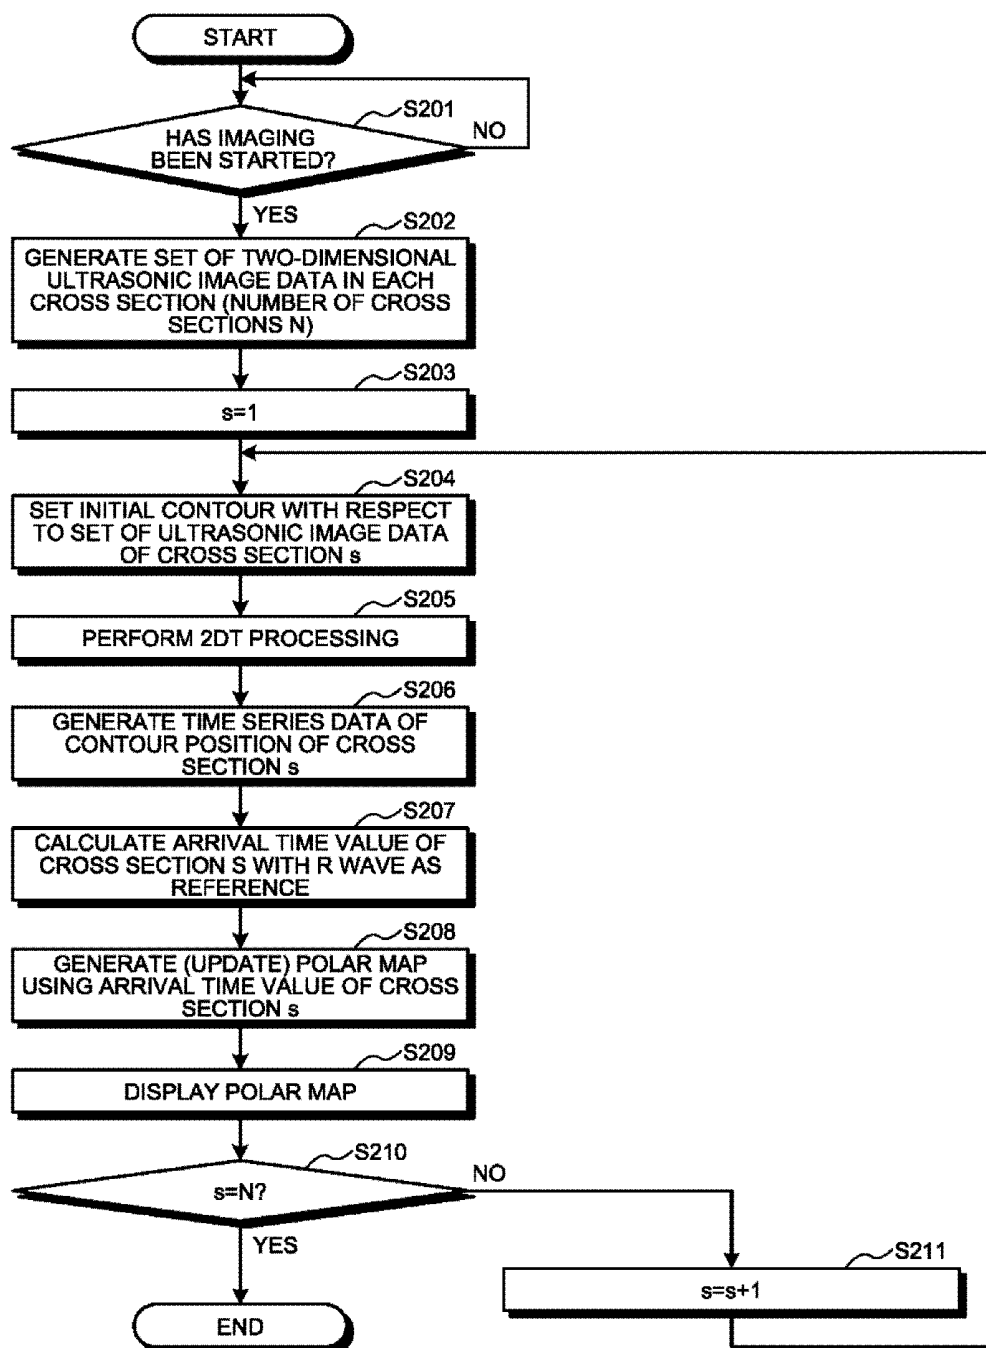 START
S201
HAS IMAGING
BEEN STARTED?
NO
YES
S202
GENERATE SET OF TWO-DIMENSIONAL
ULTRASONIC IMAGE DATA IN EACH
CROSS SECTION (NUMBER OF CROSS
SECTIONS N)
S203
s=1
S204
SET INITIAL CONTOUR WITH RESPECT
TO SET OF ULTRASONIC IMAGE DATA
OF CROSS SECTION s
S205
PERFORM 2DT PROCESSING
S206
GENERATE TIME SERIES DATA OF
CONTOUR POSITION OF CROSS
SECTION s
S207
CALCULATE ARRIVAL TIME VALUE OF
CROSS SECTION S WITH R WAVE AS
REFERENCE
S208
GENERATE (UPDATE) POLAR MAP
USING ARRIVAL TIME VALUE OF CROSS
SECTION s
S209
DISPLAY POLAR MAP
S210
s=N?
NO
YES
S211
s=s+1
END